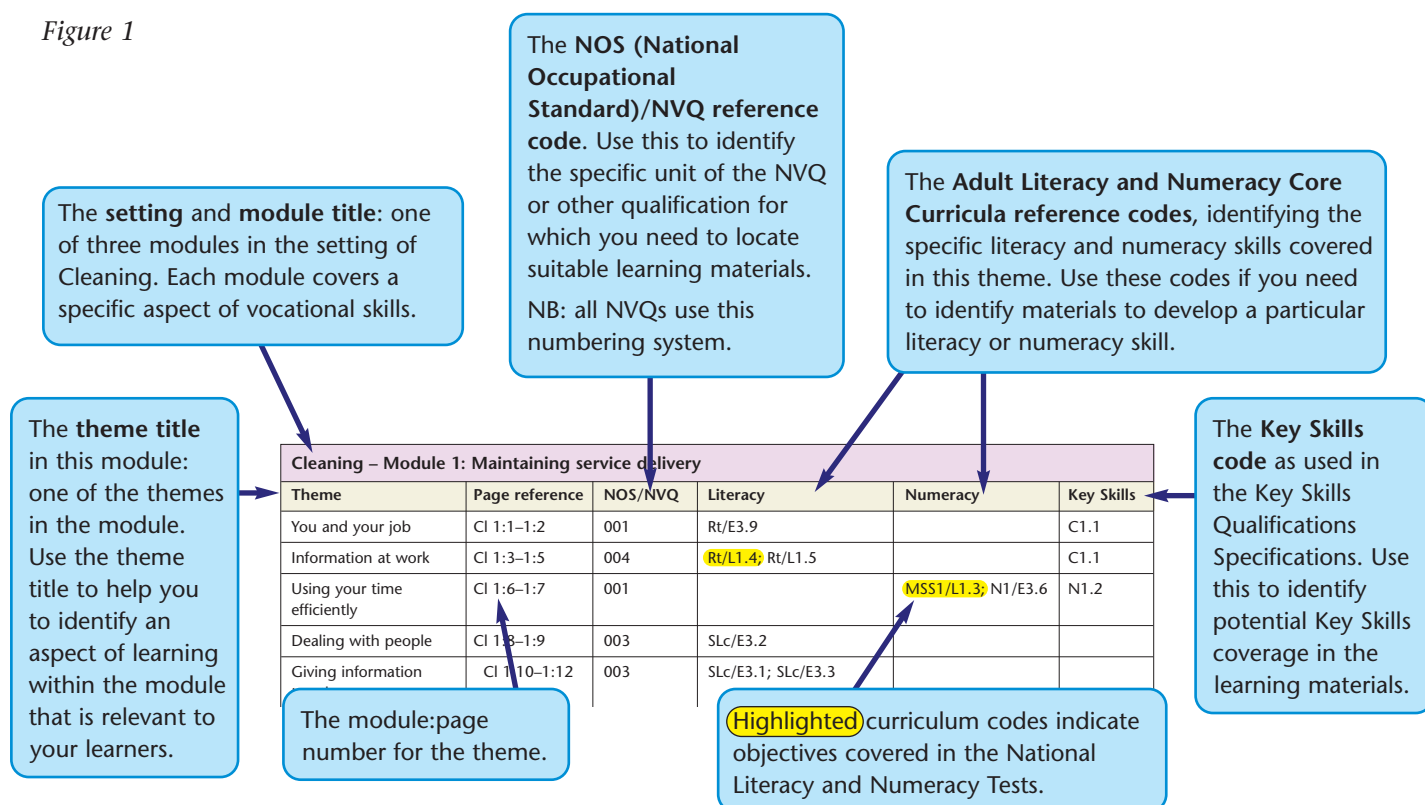 Figure 1
The NOS (National
Occupational
Standard)/NVQ reference
code. Use this to identify
the specific unit of the NVQ
or other qualification for
which you need to locate
suitable learning materials.
NB: all NVQs use this
numbering system.
The Adult Literacy and Numeracy Core
Curricula reference codes, identifying the
specific literacy and numeracy skills covered
in this theme. Use these codes if you need
to identify materials to develop a particular
literacy or numeracy skill.
The setting and module title: one
of three modules in the setting of
Cleaning. Each module covers a
specific aspect of vocational skills.
The theme title
in this module:
one of the themes
in the module.
Use the theme
title to help you
to identify an
aspect of learning
within the module
that is relevant to
your learners.
The Key Skills
code as used in
the Key Skills
Qualifications
Specifications. Use
this to identify
potential Key Skills
coverage in the
learning materials.
Cleaning – Module 1: Maintaining service delivery
Theme Page reference NOS/NVQ Literacy Numeracy Key Skills
You and your job Cl 1:1–1:2 001 Rt/E3.9 C1.1
Information at work Cl 1:3–1:5 004 Rt/L1.4; Rt/L1.5 C1.1
Using your time
efficiently Cl 1:6–1:7 001 MSS1/L1.3; N1/E3.6 N1.2
Dealing with people Cl 1:8–1:9 003 SLc/E3.2
Giving information Cl 1:10–1:12 003 SLc/E3.1; SLc/E3.3
The module:page
number for the theme.
Highlighted curriculum codes indicate
objectives covered in the National
Literacy and Numeracy Tests.